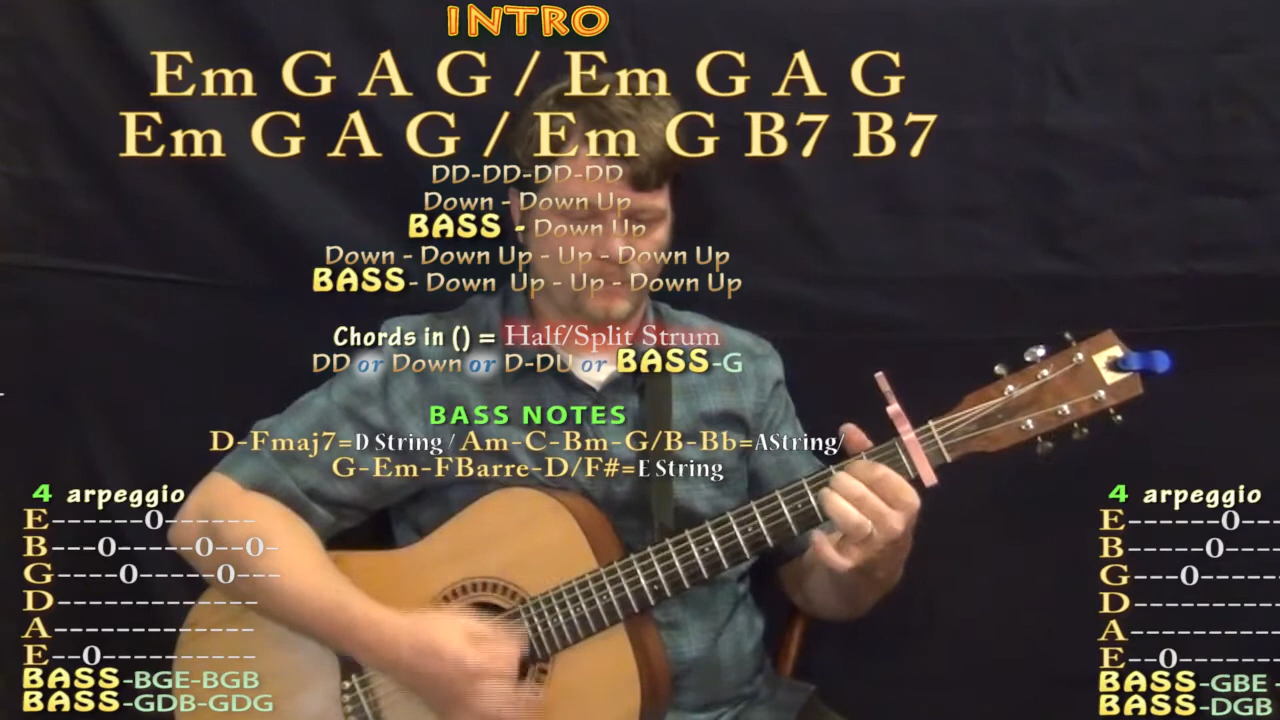 INTRO
Em G A G / Em G A G
Em G A G / Em G B7 B7
DD-DD-DD-DD
Down - Down Up
BASS - Down Up
Down - Down Up - Up - Down Up
BASS- Down Up - Up - Down Up
Chords in () = Half/Split Strum
DD or Down or D-DU or BASS-G
BASS NOTES
D-Fmaj7=D String / Am-C-Bm-G/B-Bb=AString/
G-Em-FBarre-D/F#=E String
4 arpeggio
E------0------
B---0-----0--0-
G----0-----0---
D-------------
A-------------
E--0----------
BASS-BGE-BGB
BASS-GDB-GDG
4 arpeggio
E------0---
B-----0----
G---0-----
D---------
A---------
E--0------
BASS-GBE -
BASS-DGB